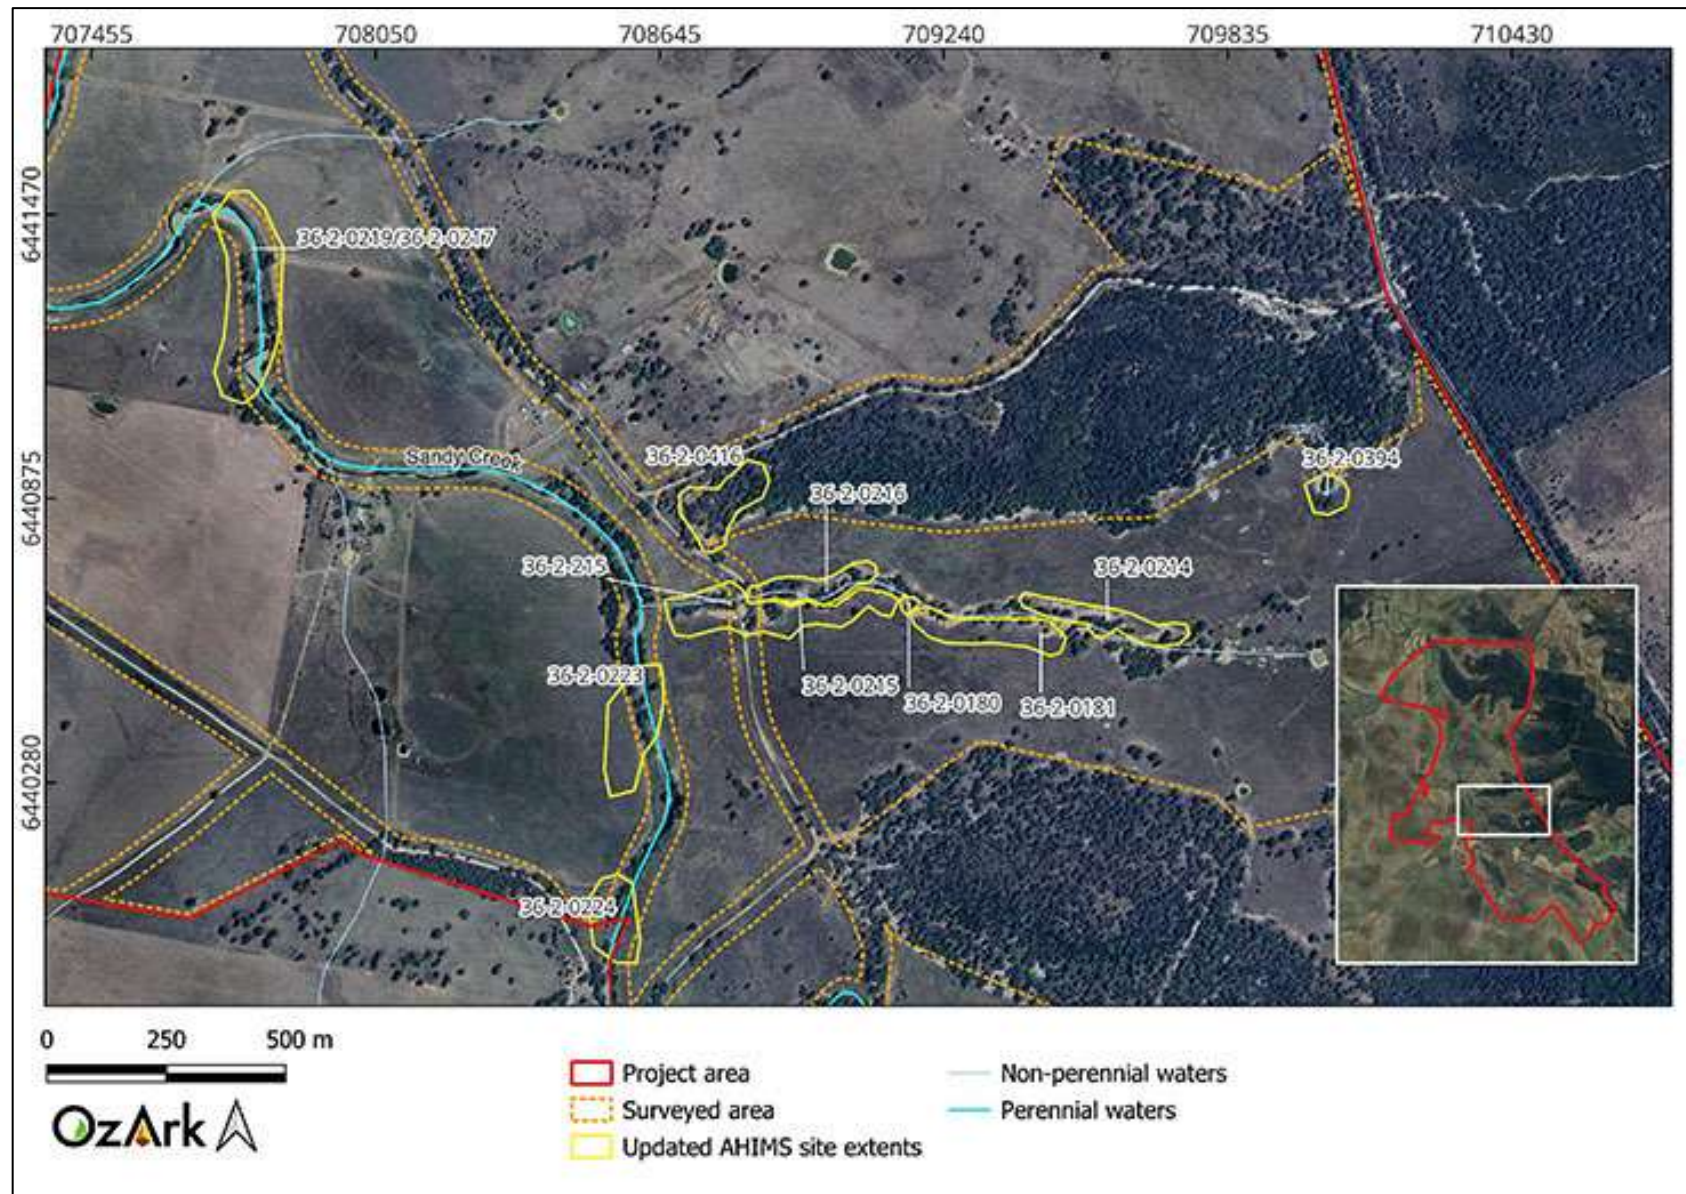 707455
708050
708645
709240
709835
710430
6441470
6440875
6440280
36-2-0219/36-2-0217
Sandy Creek
36-2-0416
36-2-0394
36-2-0216
36-2-215
36-2-0214
36-2-0223
36-2-0215
36-2-0180
36-2-0181
36-2-0224
0 250 500 m
Project area
Surveyed area
Updated AHIMS site extents
Non-perennial waters
Perennial waters
OzArk